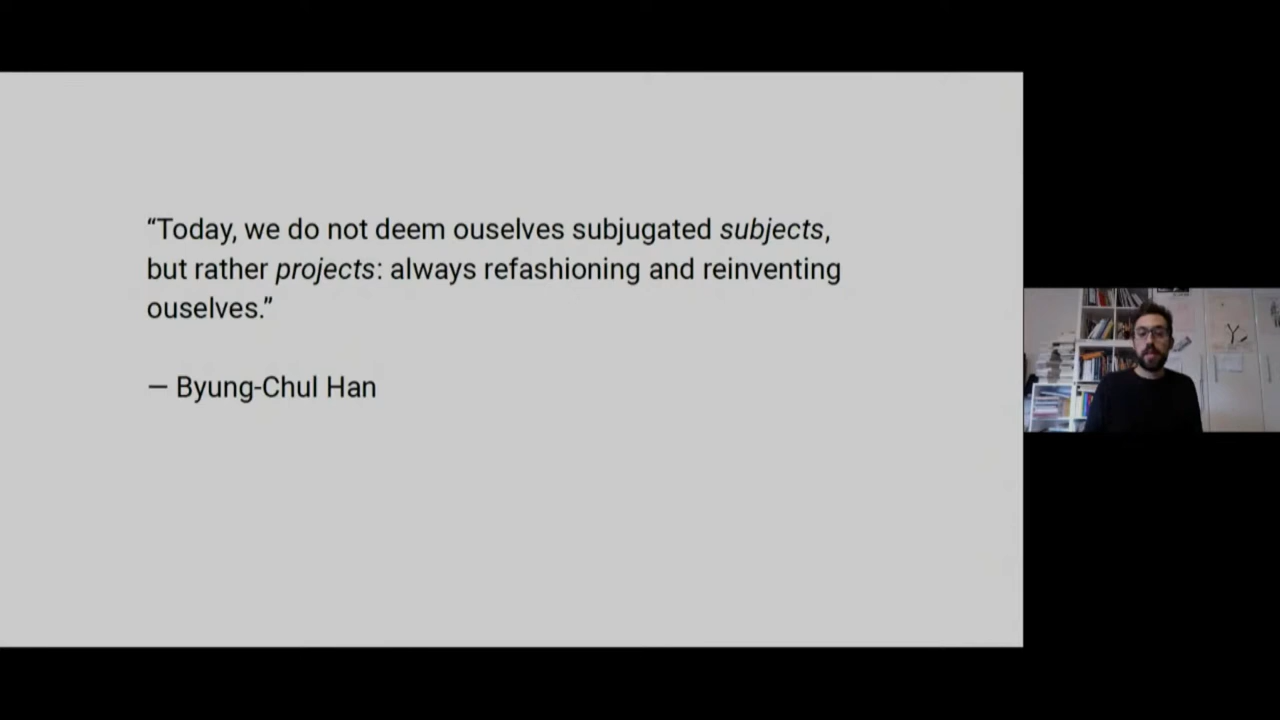 “Today, we do not deem ouselves subjugated subjects,
but rather projects: always refashioning and reinventing
ouselves.”
— Byung-Chul Han